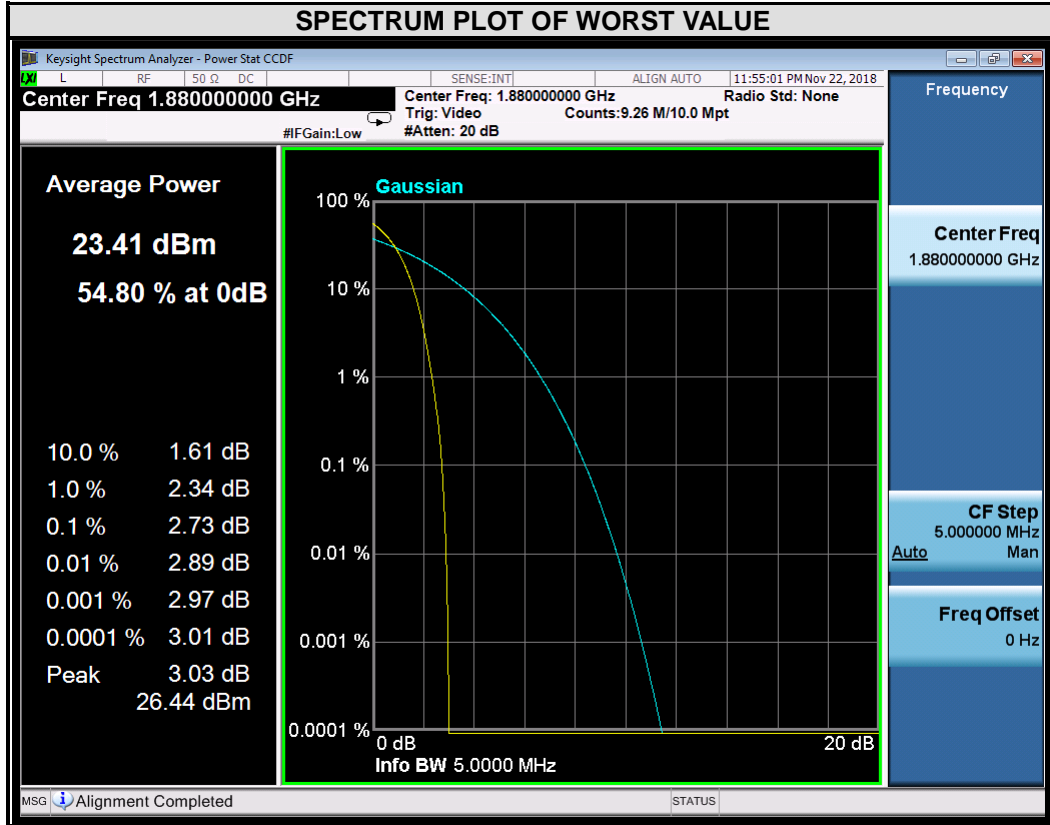 SPECTRUM PLOT OF WORST VALUE
Keysight Spectrum Analyzer - Power Stat CCDF
LXI L RF 50 Ω DC SENSE:INT ALIGN AUTO 11:55:01 PM Nov 22, 2018
Center Freq 1.880000000 GHz
Center Freq: 1.880000000 GHz Radio Std: None
Trig: Video Counts:9.26 M/10.0 Mpt
#IFGain:Low #Atten: 20 dB
Frequency
Average Power
23.41 dBm
54.80 % at 0dB
10.0 % 1.61 dB
1.0 % 2.34 dB
0.1 % 2.73 dB
0.01 % 2.89 dB
0.001 % 2.97 dB
0.0001 % 3.01 dB
Peak 3.03 dB
26.44 dBm
Gaussian
100 %
10 %
1 %
0.1 %
0.01 %
0.001 %
0.0001 %
0 dB 20 dB
Info BW 5.0000 MHz
Center Freq
1.880000000 GHz
CF Step
5.000000 MHz
Auto Man
Freq Offset
0 Hz
MSG Alignment Completed STATUS